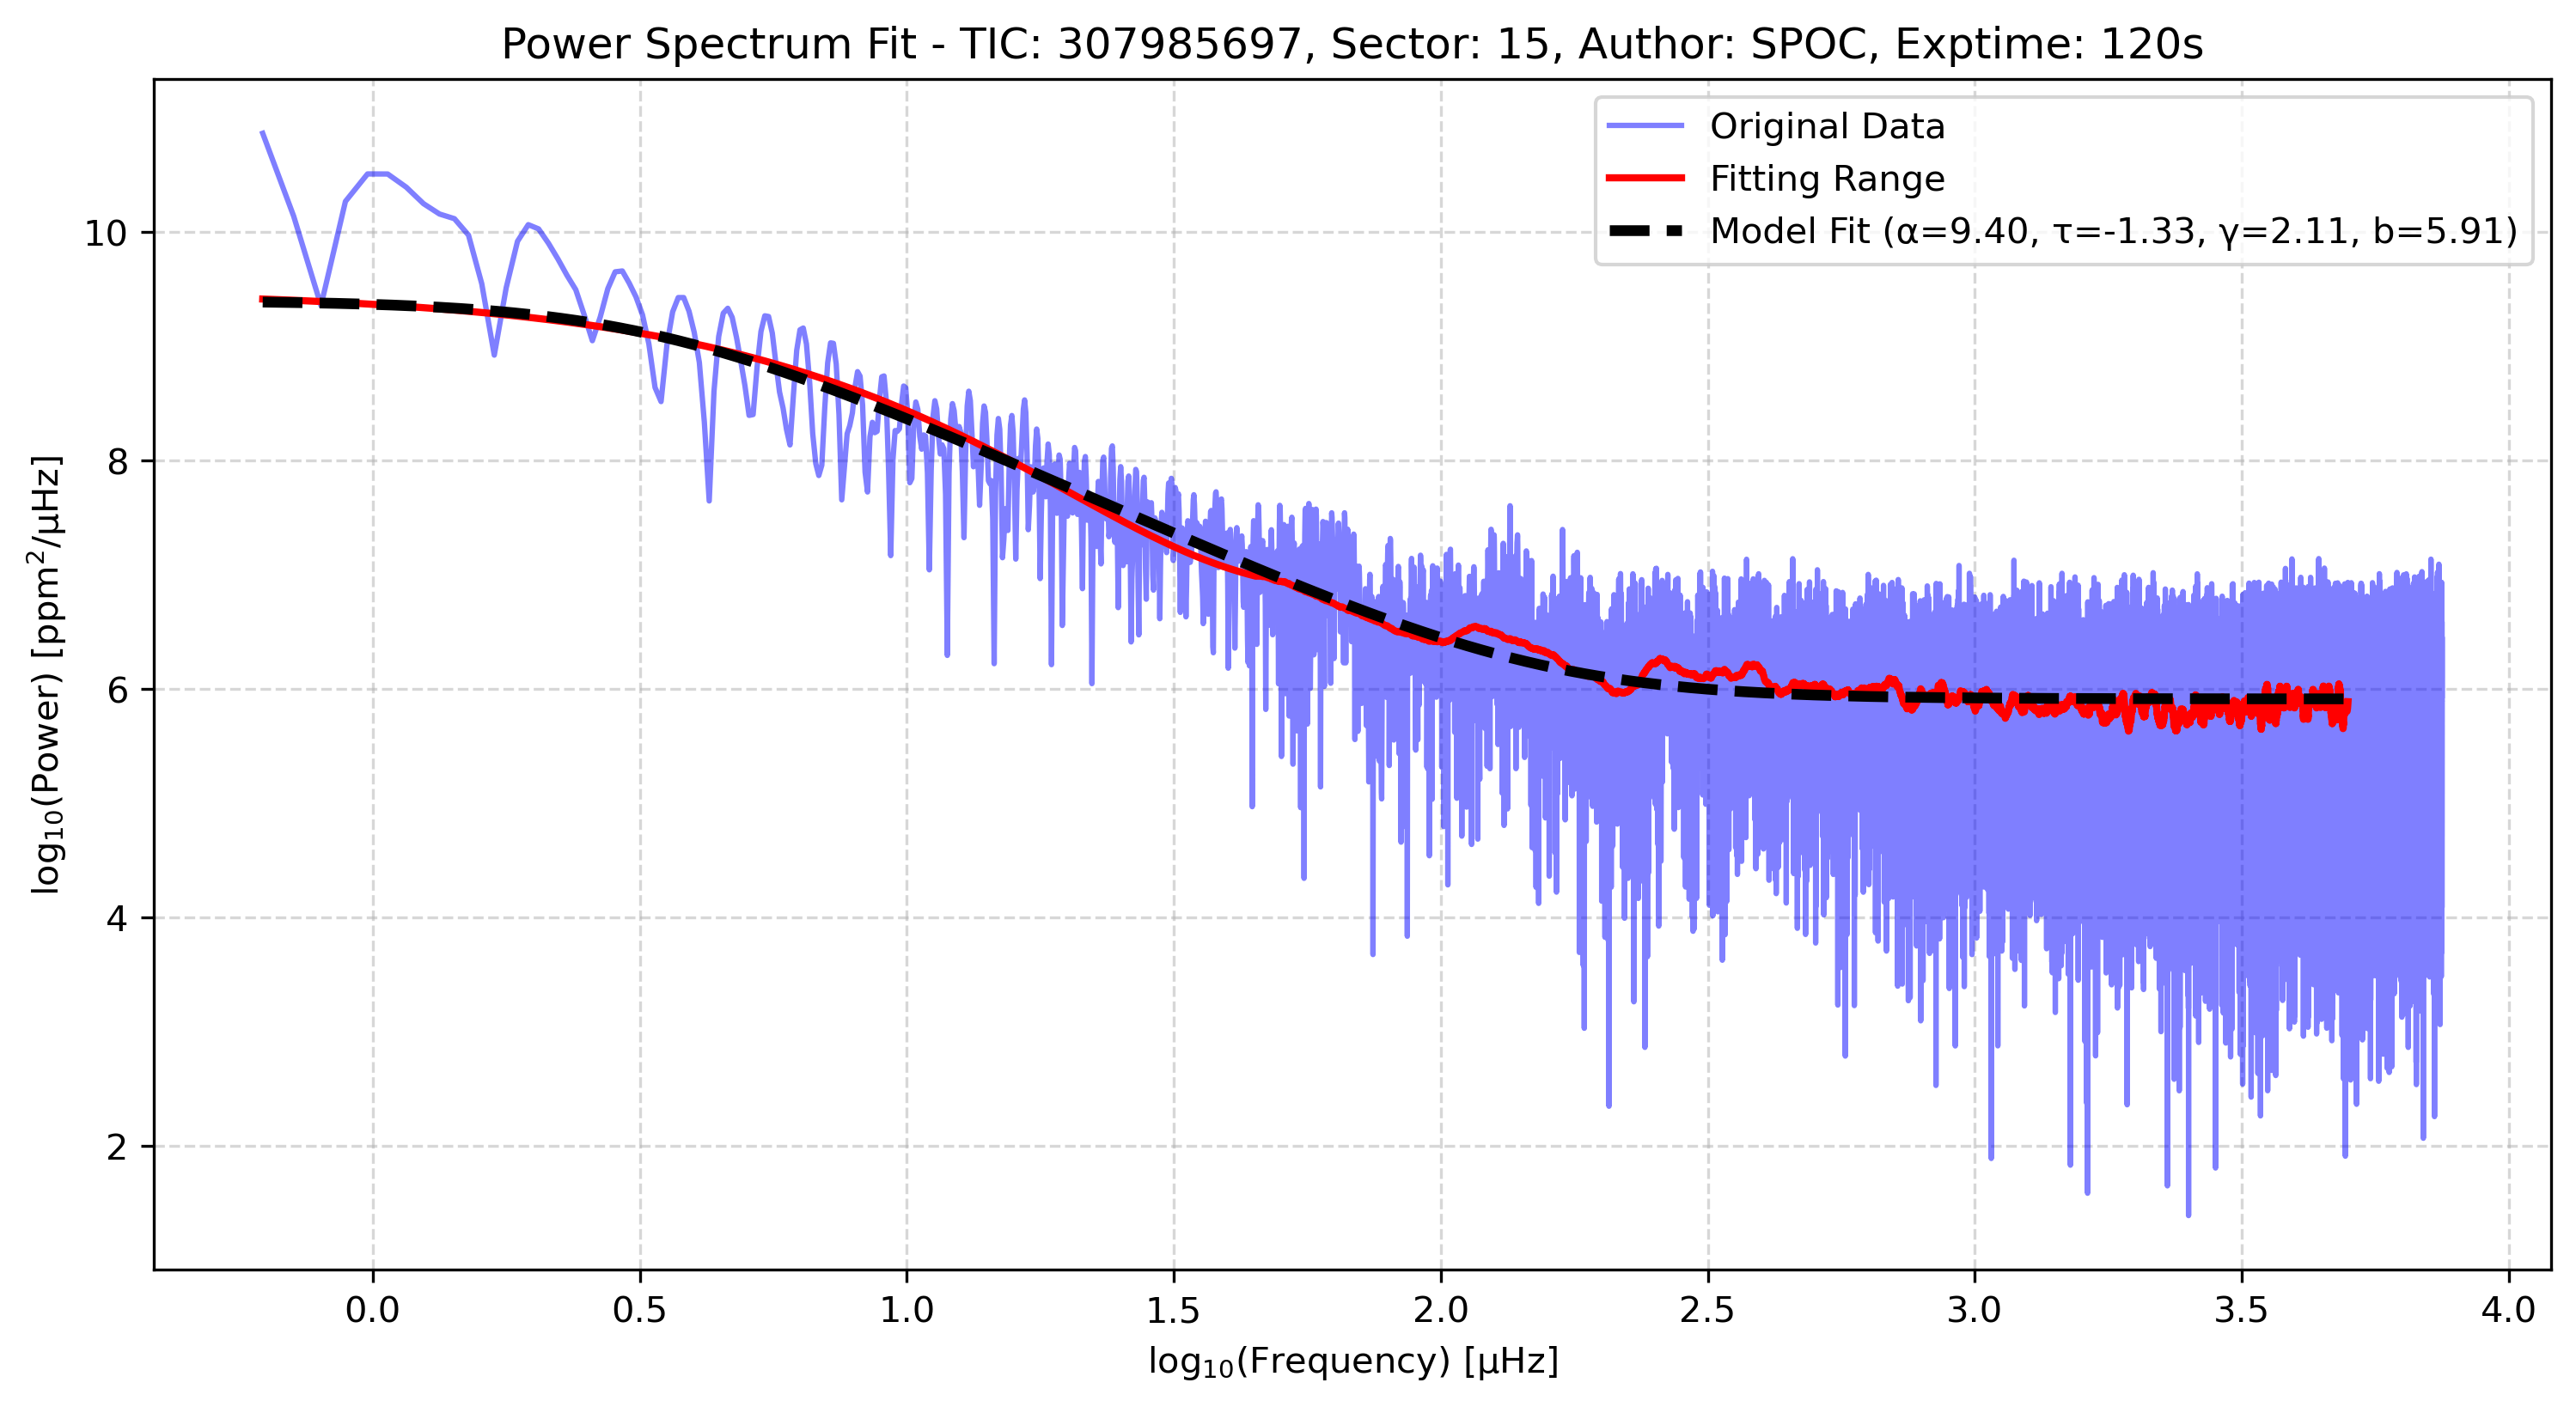 Power Spectrum Fit - TIC: 307985697, Sector: 15, Author: SPOC, Exptime: 120s
Original Data
Fitting Range
Model Fit (α=9.40, τ=-1.33, γ=2.11, b=5.91)
log₁₀(Power) [ppm²/μHz]
10
8
6
4
2
0.0 0.5 1.0 1.5 2.0 2.5 3.0 3.5 4.0
log₁₀(Frequency) [μHz]